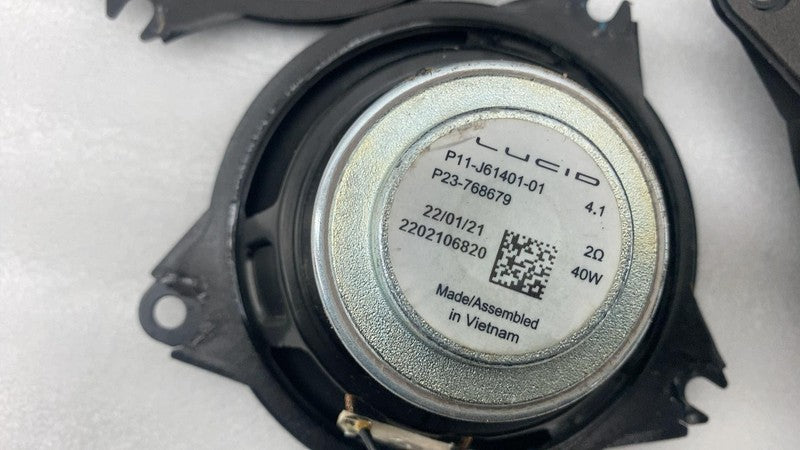 LUCID
P11-J61401-01
P23-768679
4.1
22/01/21
2202106820
2Ω
40W
Made/Assembled
in Vietnam